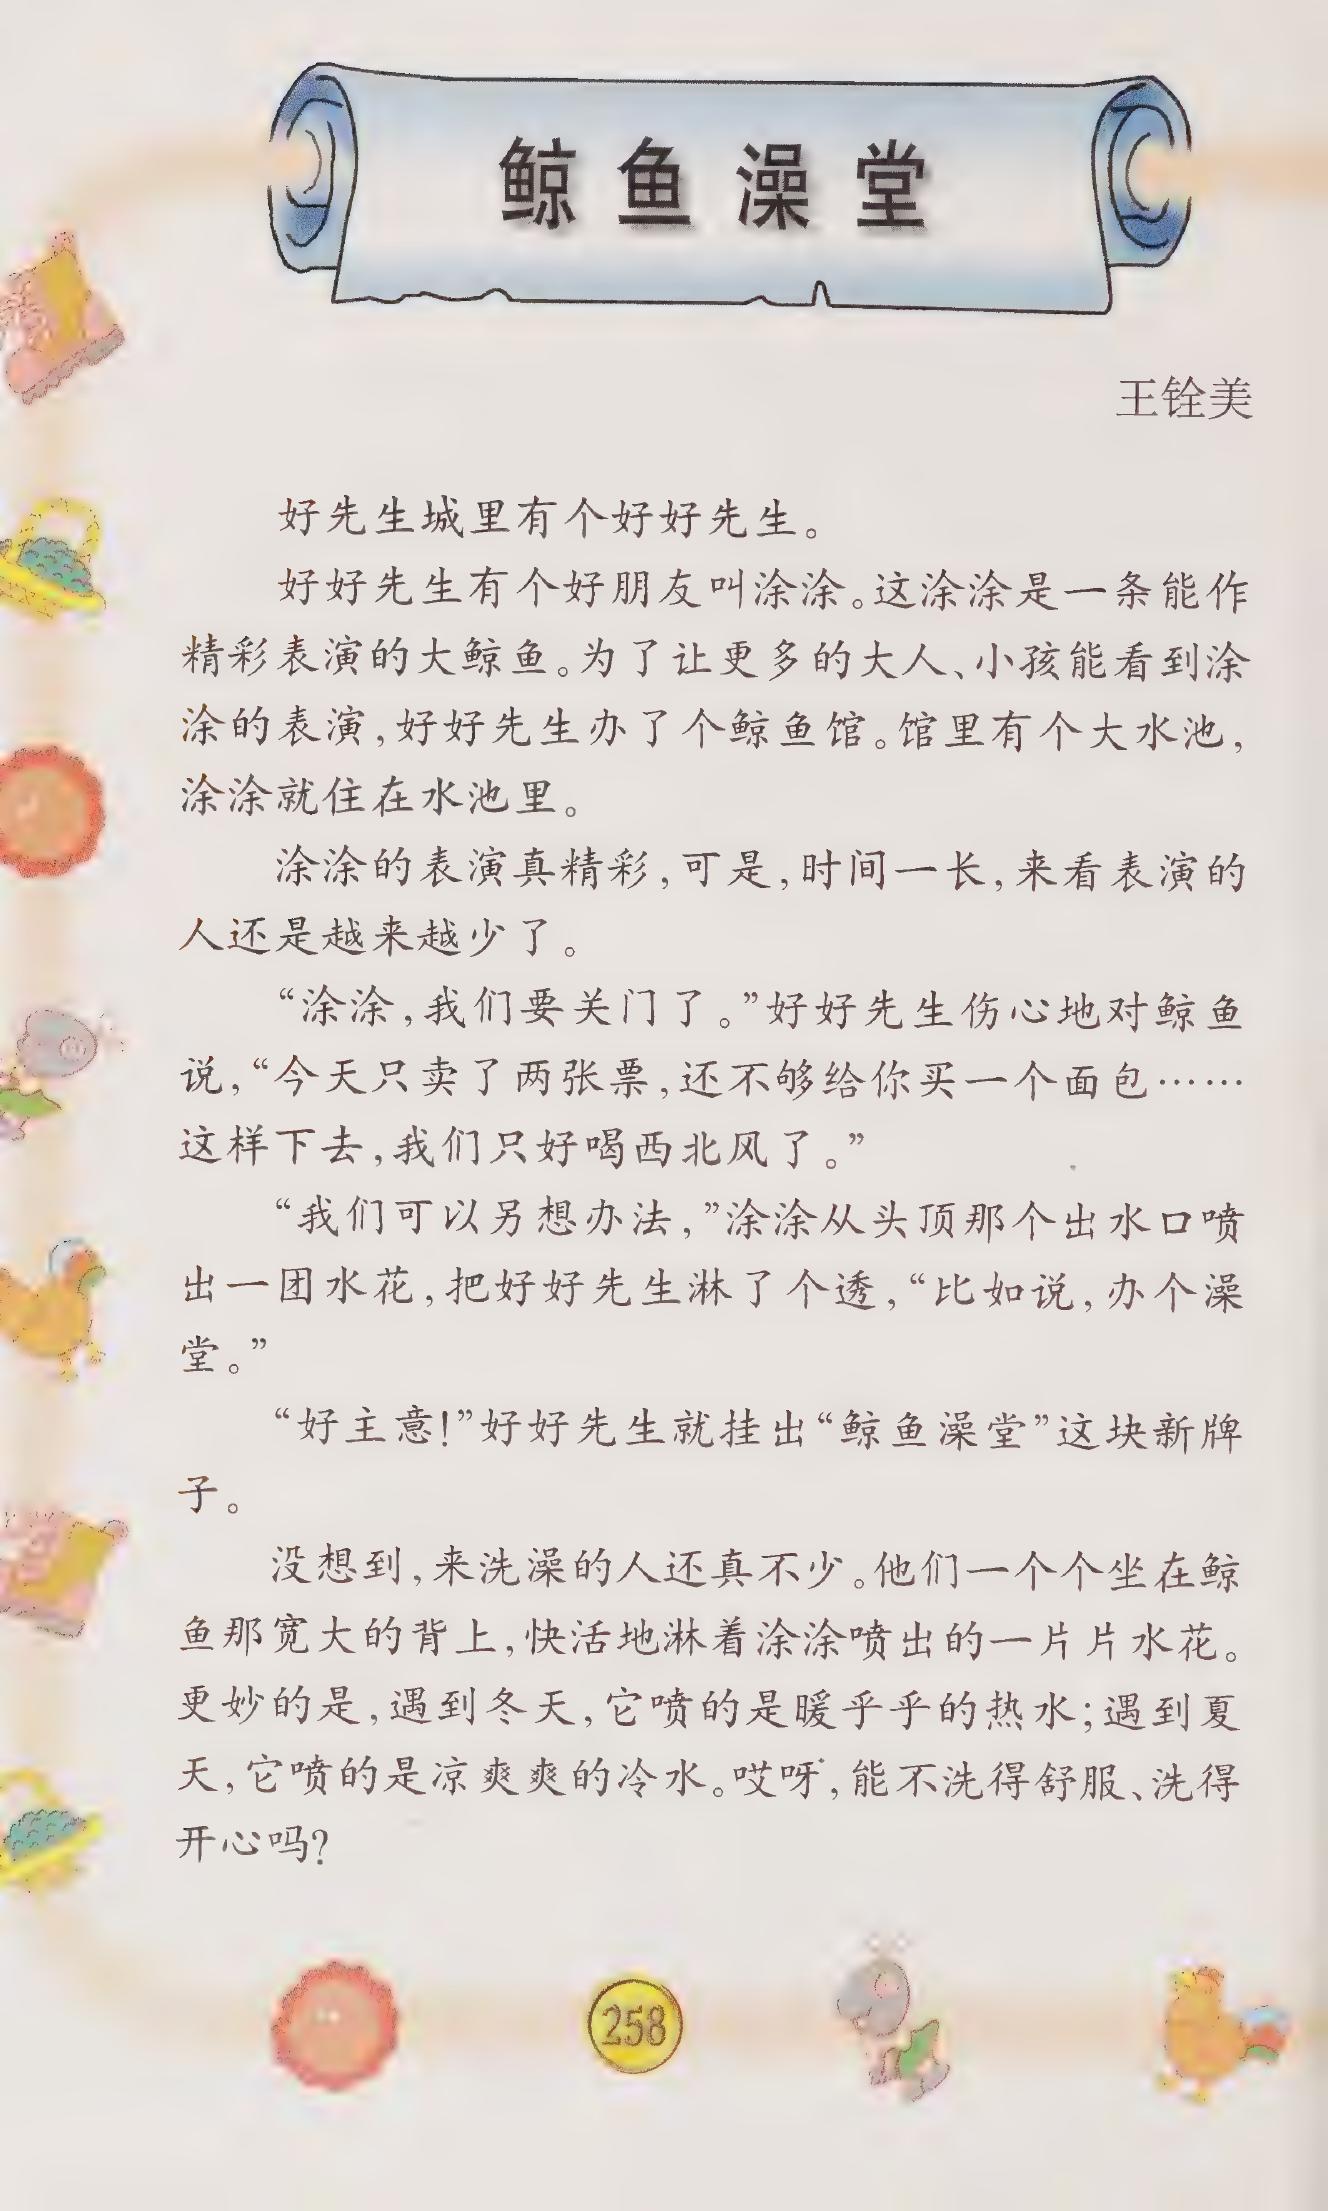 鲸鱼澡堂
王铨美
好先生城里有个好好先生。
好好先生有个好朋友叫涂涂。这涂涂是一条能作
精彩表演的大鲸鱼。为了让更多的大人、小孩能看到涂
涂的表演,好好先生办了个鲸鱼馆。馆里有个大水池,
涂涂就住在水池里。
涂涂的表演真精彩,可是,时间一长,来看表演的
人还是越来越少了。
“涂涂,我们要关门了。”好好先生伤心地对鲸鱼
说,“今天只卖了两张票,还不够给你买一个面包……
这样下去,我们只好喝西北风了。”
“我们可以另想办法,”涂涂从头顶那个出水口喷
出一团水花,把好好先生淋了个透,“比如说,办个澡
堂。”
“好主意!”好好先生就挂出“鲸鱼澡堂”这块新牌
子。
没想到,来洗澡的人还真不少。他们一个个坐在鲸
鱼那宽大的背上,快活地淋着涂涂喷出的一片片水花。
更妙的是,遇到冬天,它喷的是暖乎乎的热水;遇到夏
天,它喷的是凉爽爽的冷水。哎呀,能不洗得舒服、洗得
开心吗?
258